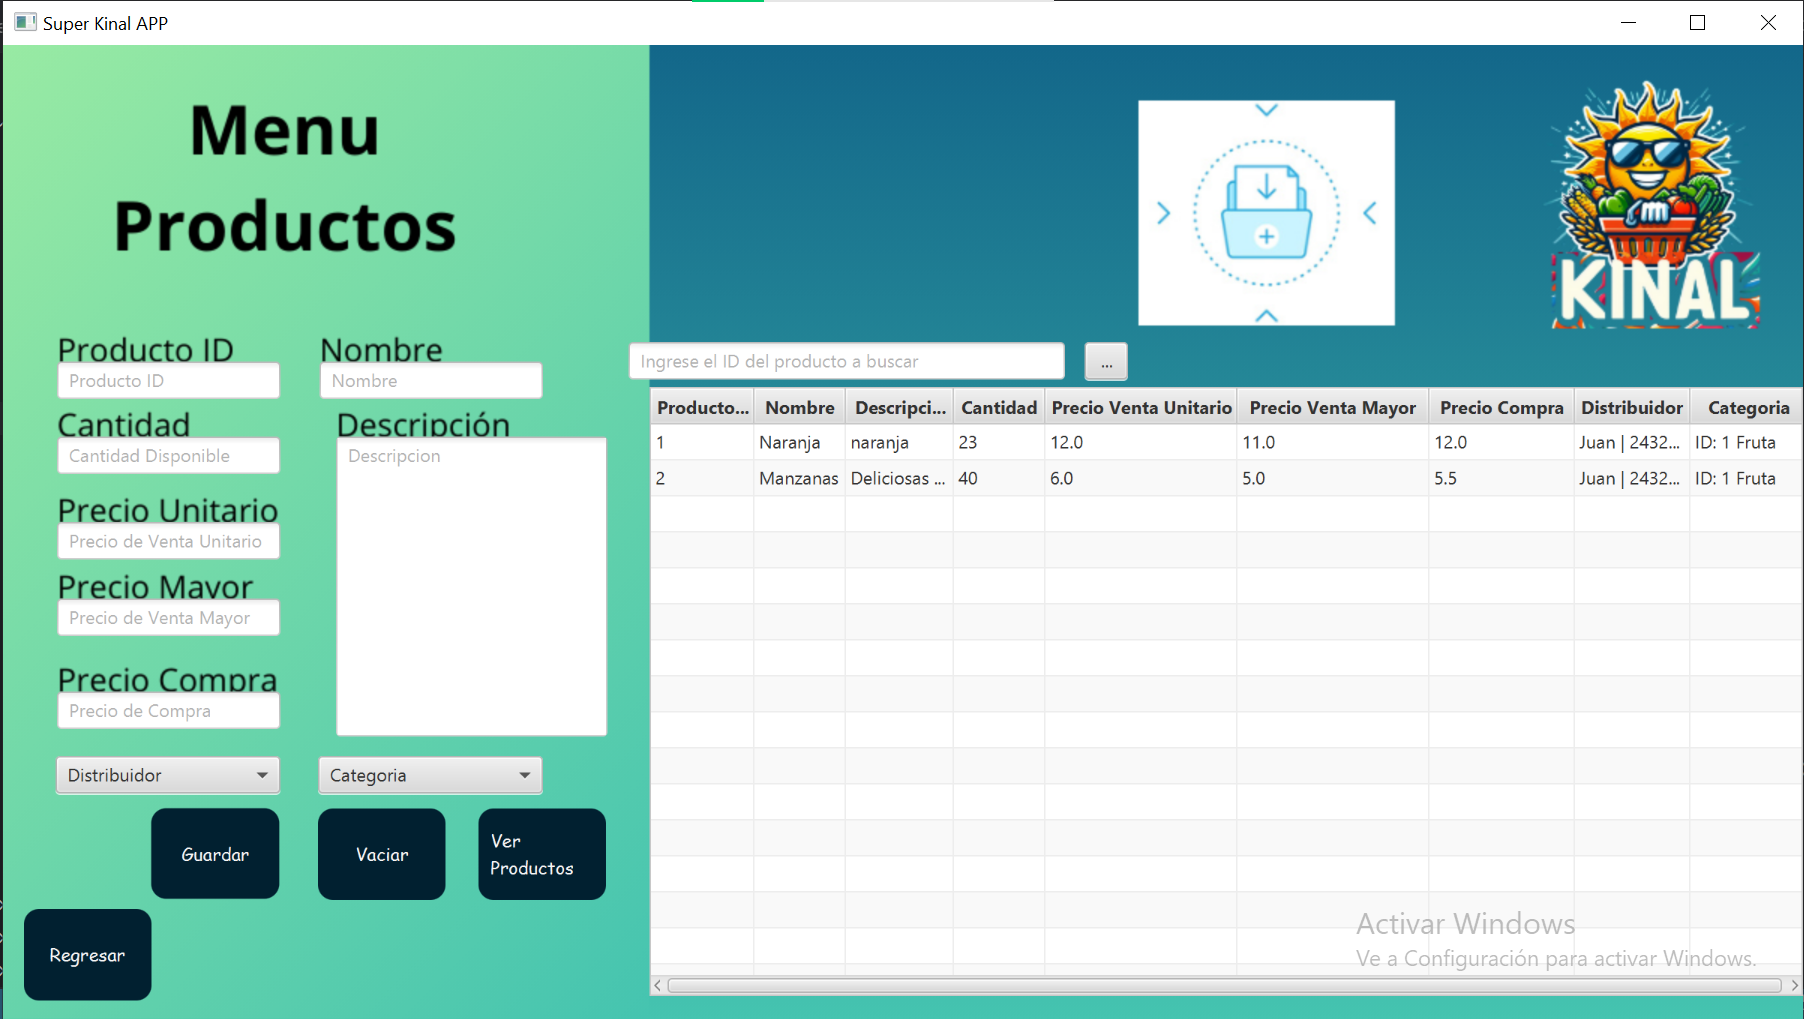 Super Kinal APP
Menu
Productos
KINAL
Producto ID
Nombre
Producto ID
Nombre
Cantidad
Descripción
Cantidad Disponible
Descripcion
Precio Unitario
Precio de Venta Unitario
Precio Mayor
Precio de Venta Mayor
Precio Compra
Precio de Compra
Distribuidor
Categoria
Guardar
Vaciar
Ver
Productos
Regresar
Ingrese el ID del producto a buscar
...
Producto... Nombre Descripci... Cantidad Precio Venta Unitario Precio Venta Mayor Precio Compra Distribuidor Categoria
1 Naranja naranja 23 12.0 11.0 12.0 Juan | 2432... ID: 1 Fruta
2 Manzanas Deliciosas ... 40 6.0 5.0 5.5 Juan | 2432... ID: 1 Fruta
Activar Windows
Ve a Configuración para activar Windows.